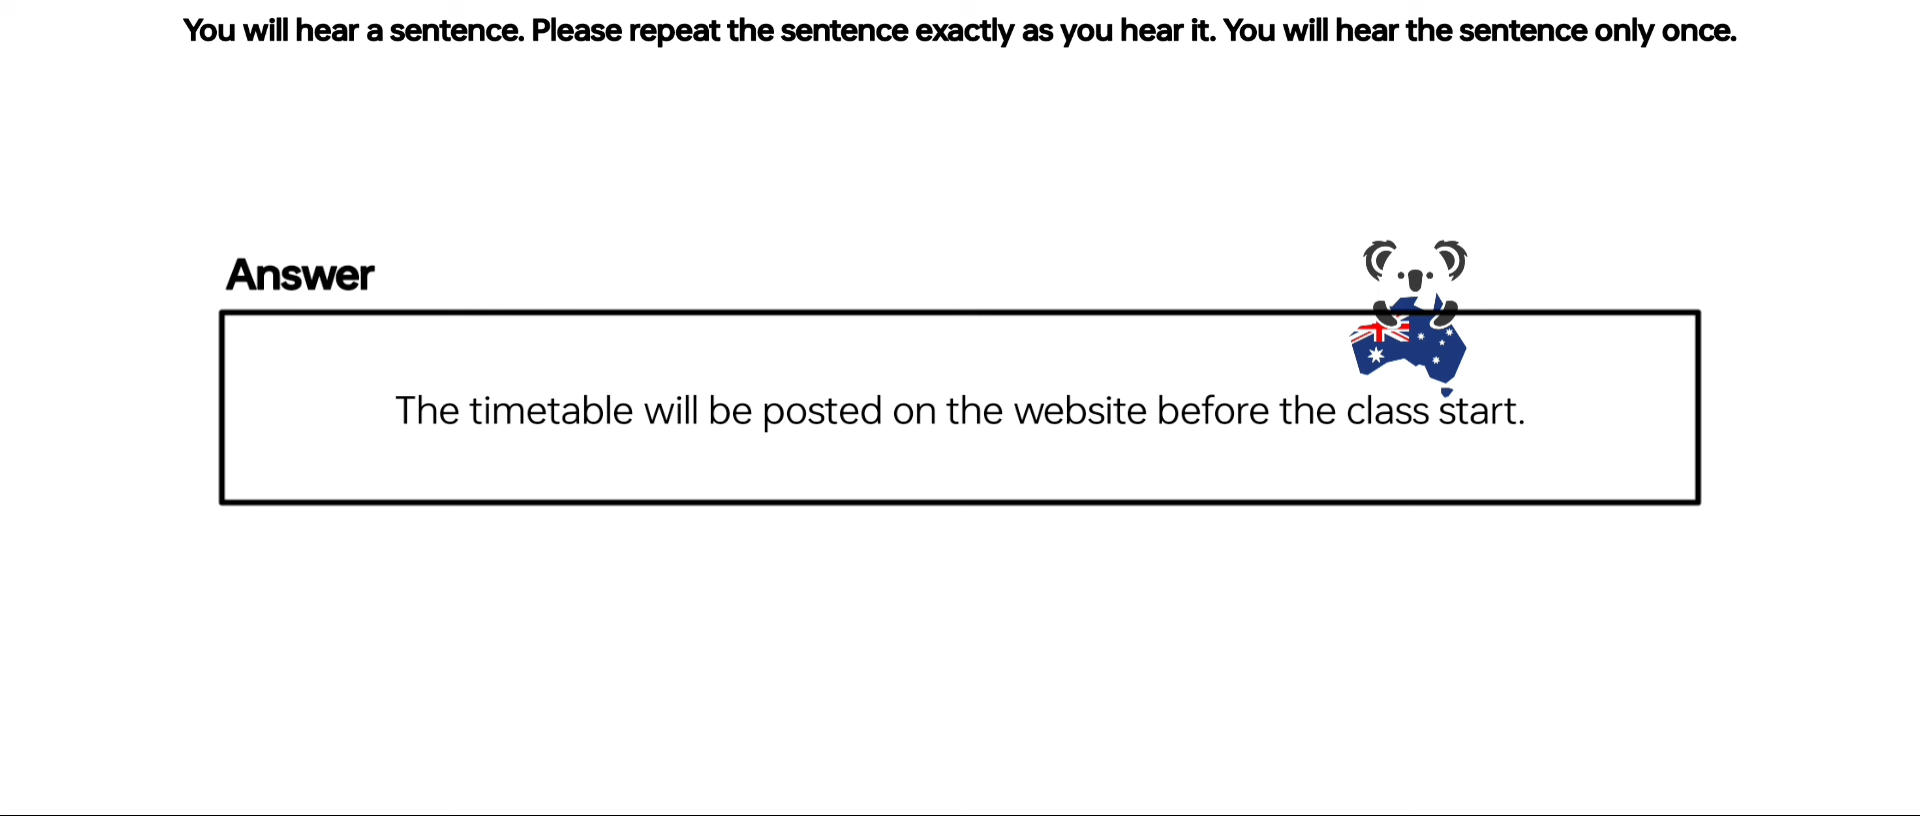 You will hear a sentence. Please repeat the sentence exactly as you hear it. You will hear the sentence only once.
Answer
The timetable will be posted on the website before the class start.